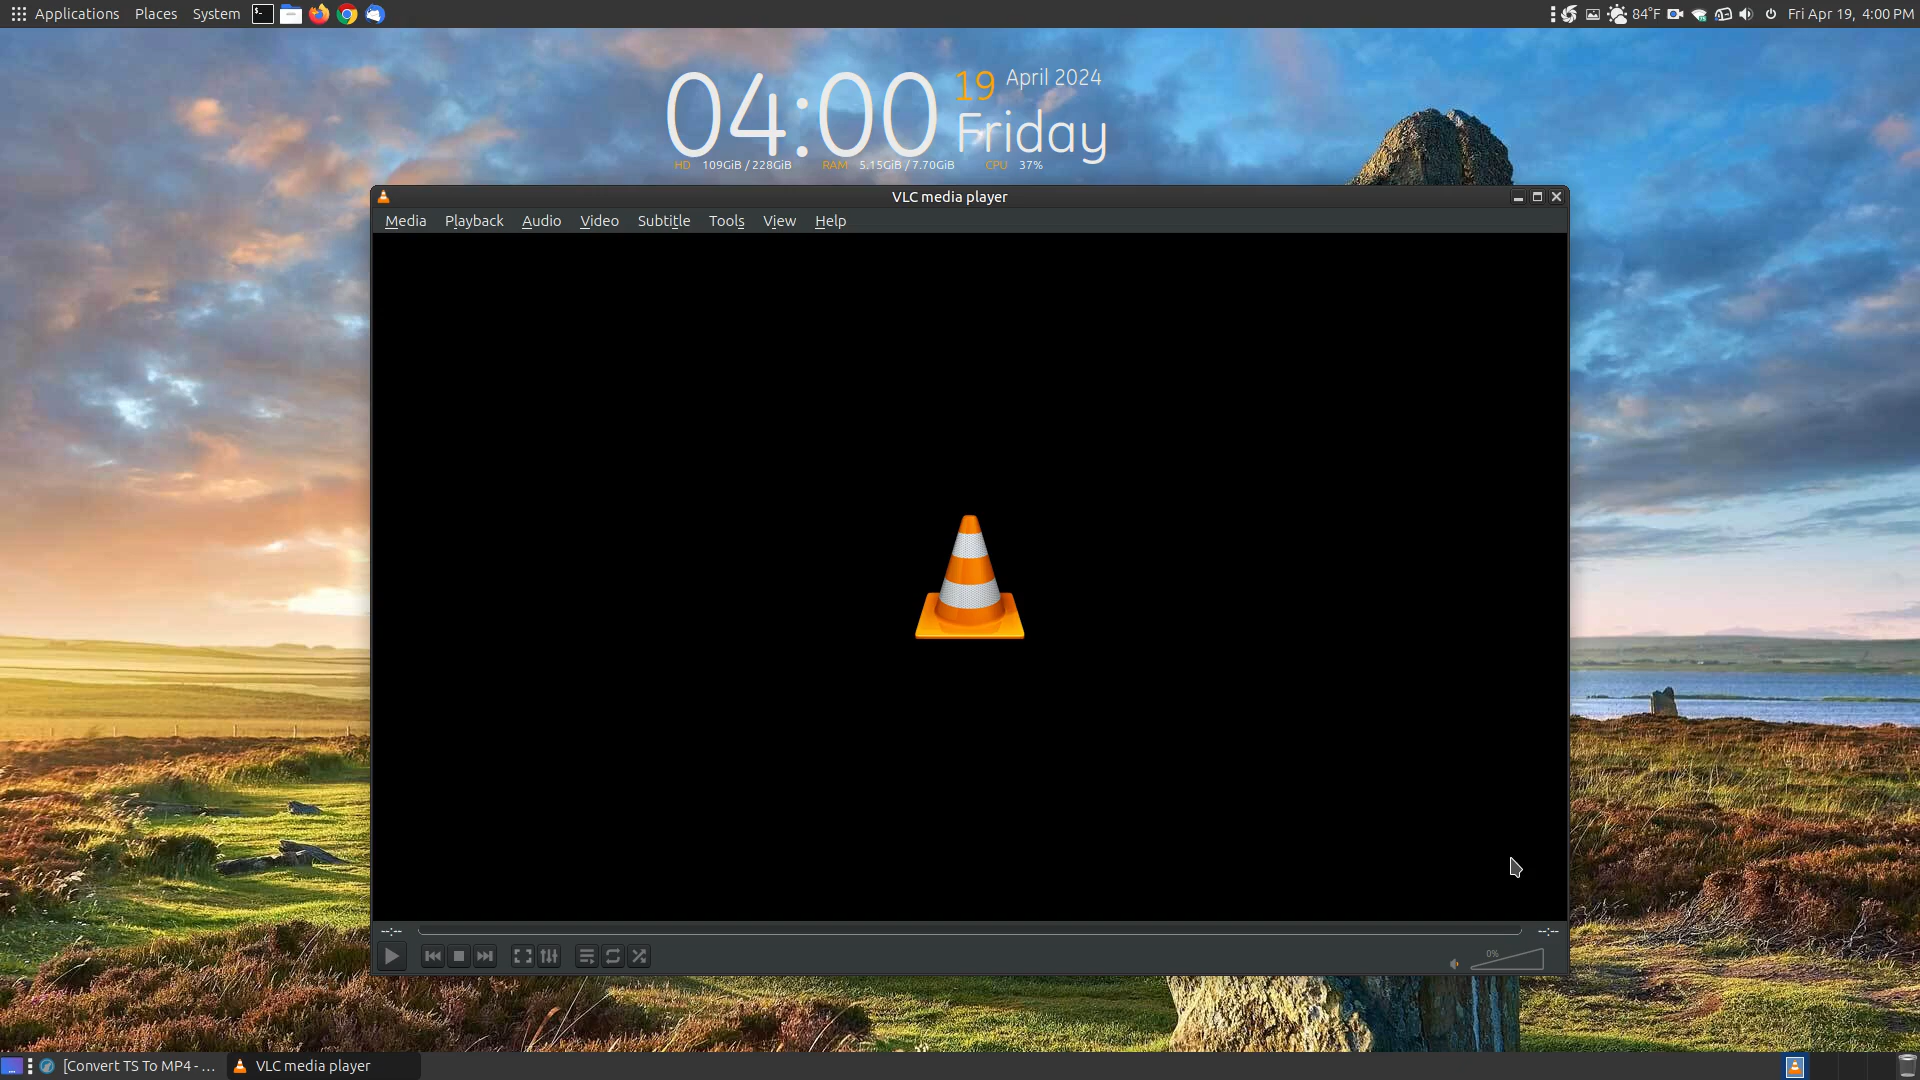 Applications Places System 84°F Fri Apr 19, 4:00 PM
04:00 19 April 2024
Friday
HD 109GiB / 228GiB RAM 5.15GiB / 7.70GiB CPU 37%
VLC media player
Media Playback Audio Video Subtitle Tools View Help
--:-- --:--
0%
[Convert TS To MP4 - ... VLC media player